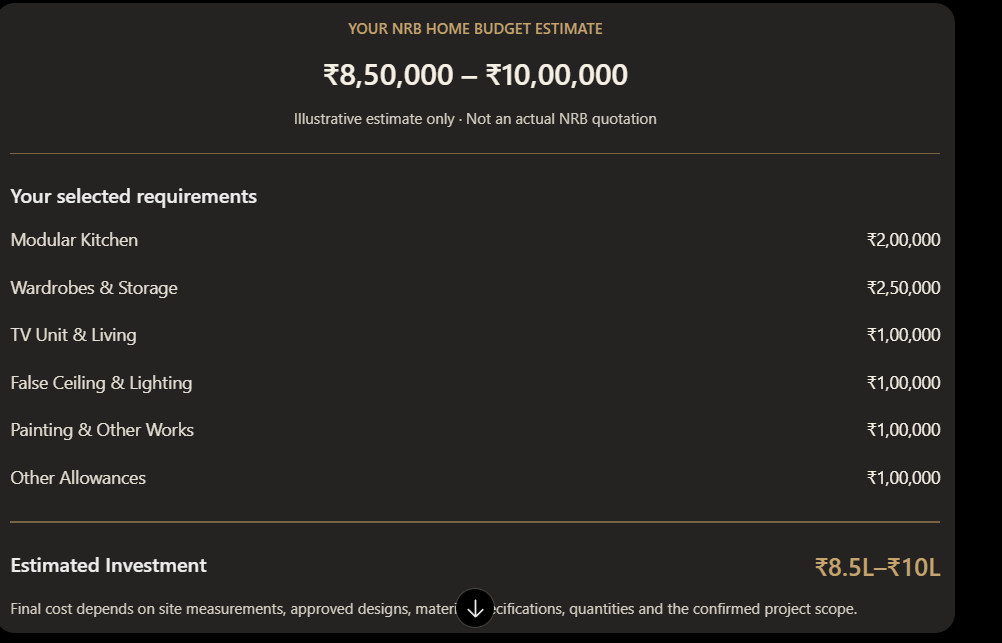 YOUR NRB HOME BUDGET ESTIMATE
₹8,50,000 – ₹10,00,000
Illustrative estimate only · Not an actual NRB quotation
Your selected requirements
Modular Kitchen ₹2,00,000
Wardrobes & Storage ₹2,50,000
TV Unit & Living ₹1,00,000
False Ceiling & Lighting ₹1,00,000
Painting & Other Works ₹1,00,000
Other Allowances ₹1,00,000
Estimated Investment ₹8.5L–₹10L
Final cost depends on site measurements, approved designs, quantities and the confirmed project scope.